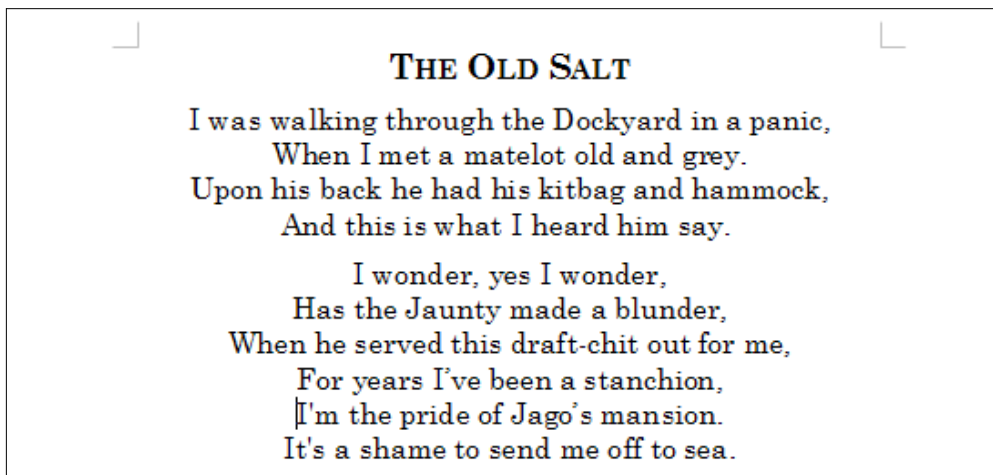 THE OLD SALT
I was walking through the Dockyard in a panic,
When I met a matelot old and grey.
Upon his back he had his kitbag and hammock,
And this is what I heard him say.
I wonder, yes I wonder,
Has the Jaunty made a blunder,
When he served this draft-chit out for me,
For years I’ve been a stanchion,
I'm the pride of Jago’s mansion.
It's a shame to send me off to sea.